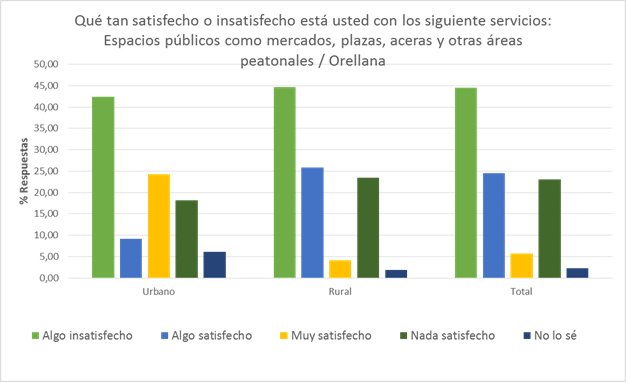 Qué tan satisfecho o insatisfecho está usted con los siguiente servicios:
Espacios públicos como mercados, plazas, aceras y otras áreas
peatonales / Orellana
50,00
45,00
40,00
35,00
30,00
25,00
20,00
15,00
10,00
5,00
0,00
% Respuestas
Urbano Rural Total
Algo insatisfecho Algo satisfecho Muy satisfecho Nada satisfecho No lo sé